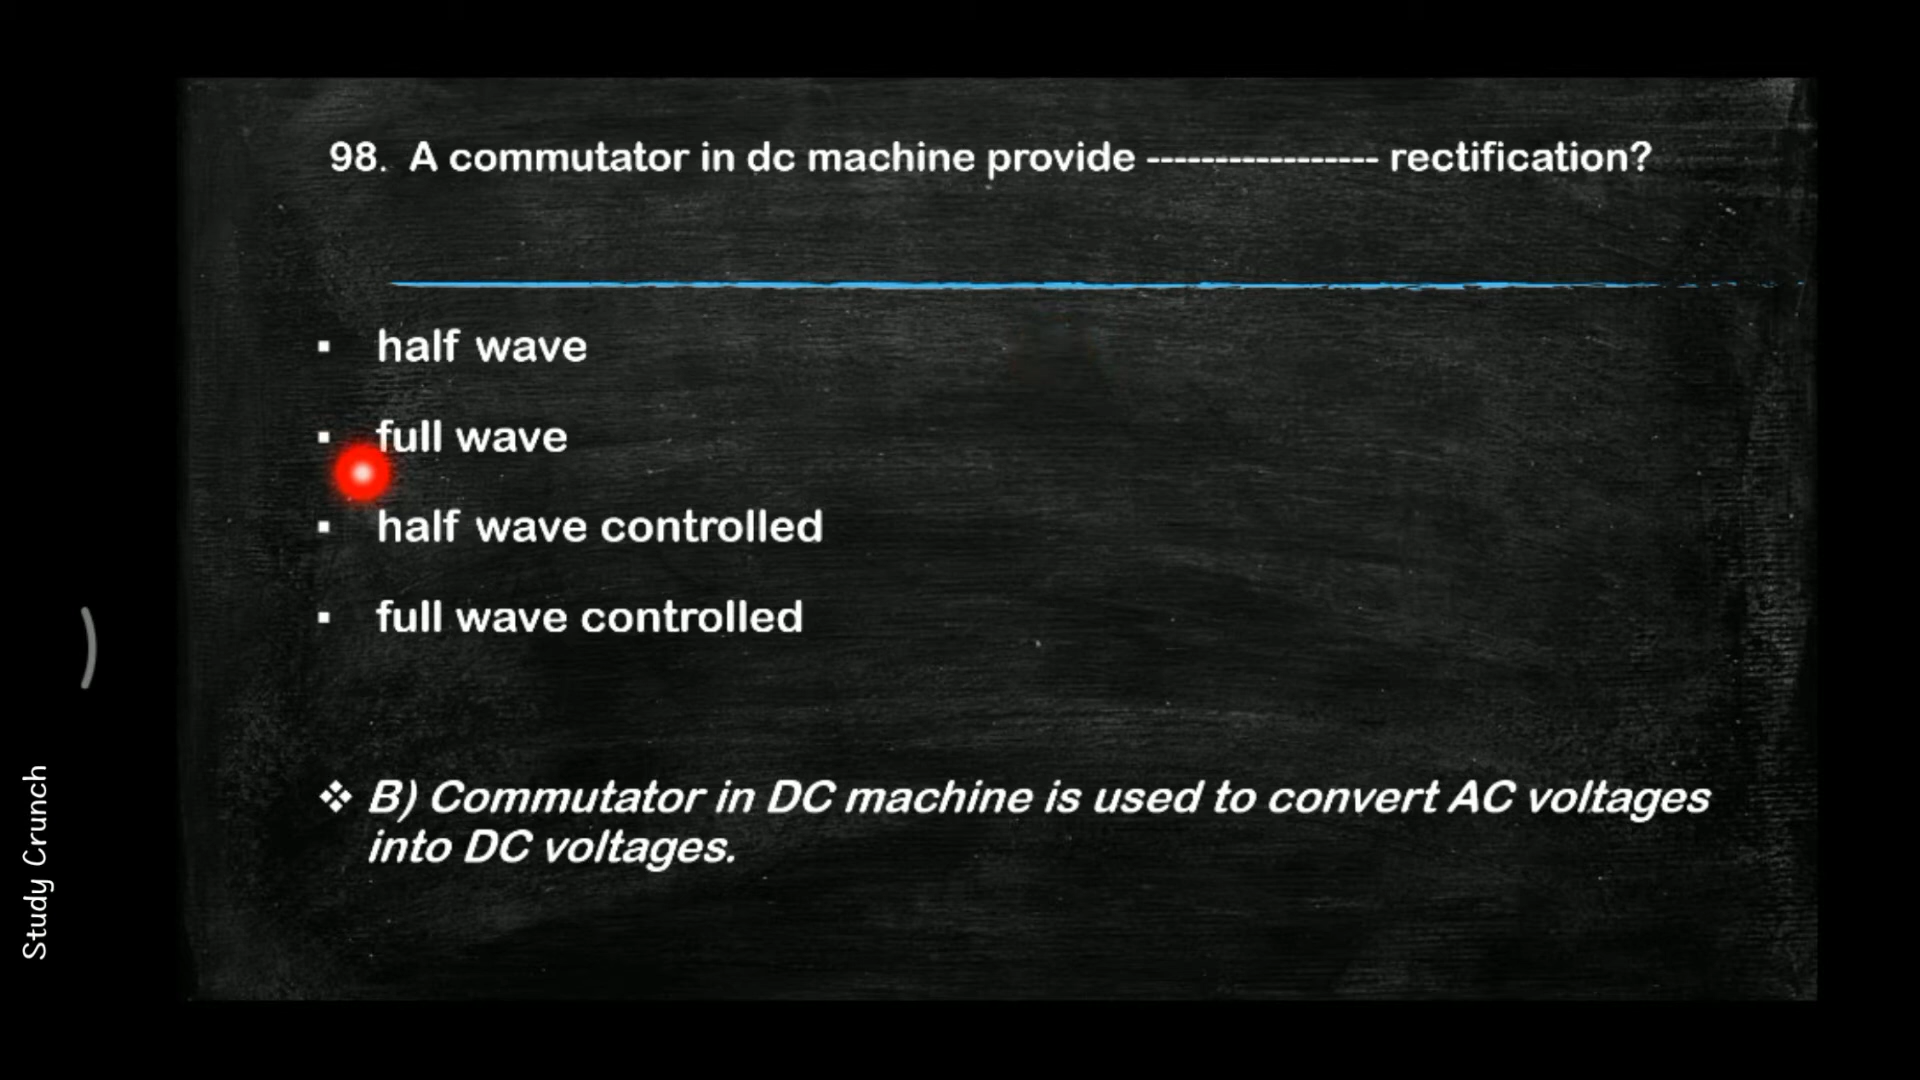 98. A commutator in dc machine provide ----------------- rectification?
▪ half wave
▪ full wave
▪ half wave controlled
▪ full wave controlled
❖ B) Commutator in DC machine is used to convert AC voltages
into DC voltages.
Study Crunch